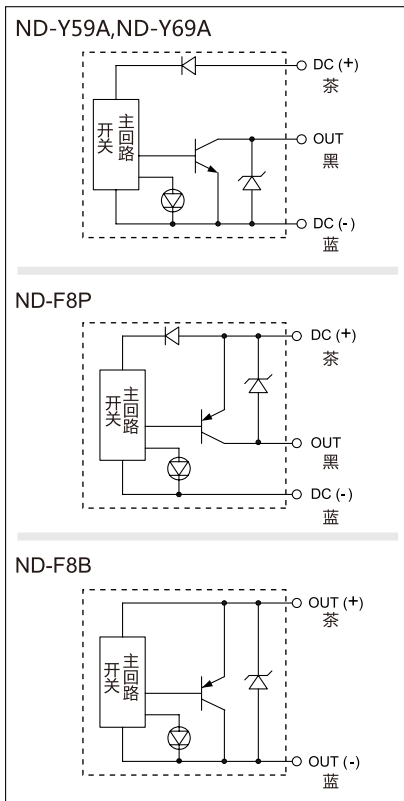 ND-Y59A,ND-Y69A
DC (+)
茶
开关
主回路
OUT
黑
DC (-)
蓝
ND-F8P
DC (+)
茶
开关
主回路
OUT
黑
DC (-)
蓝
ND-F8B
OUT (+)
茶
开关
主回路
OUT (-)
蓝